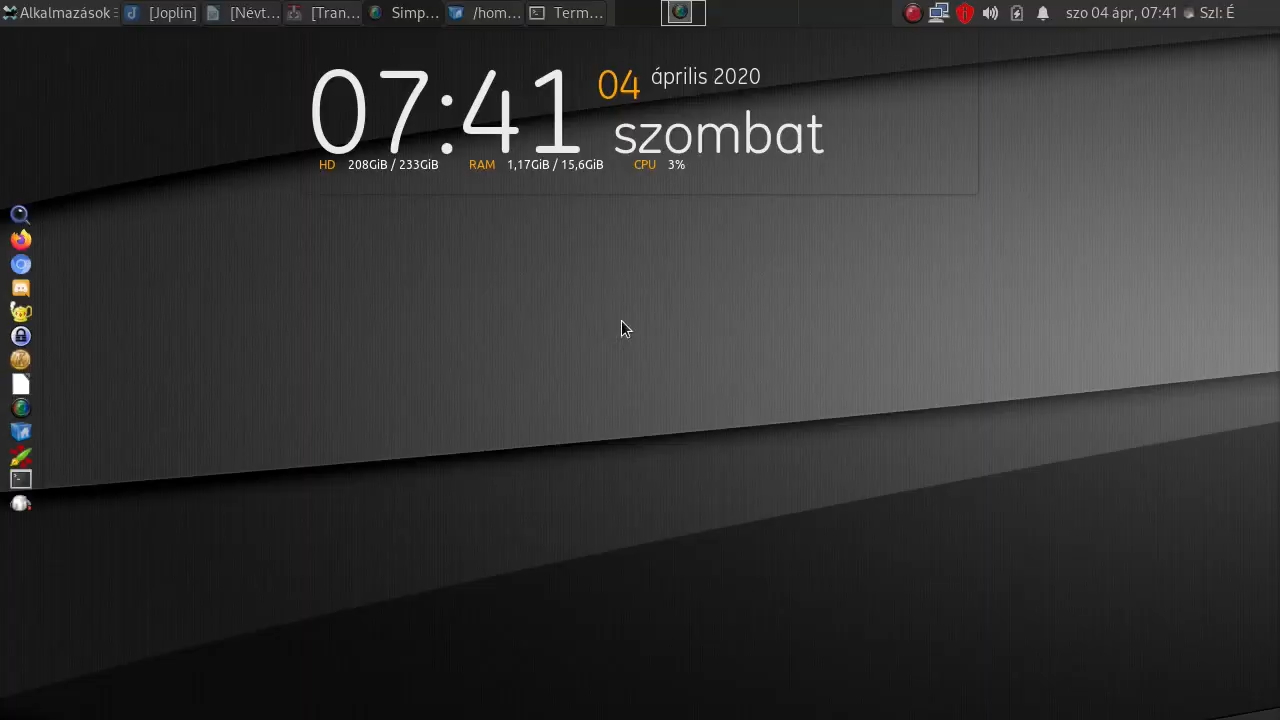 Alkalmazások [Joplin] [Névt... [Tran... Simp... /hom... Term... szo 04 ápr, 07:41 Szl: É
07:41 04 április 2020
szombat
HD 208GiB / 233GiB RAM 1,17GiB / 15,6GiB CPU 3%